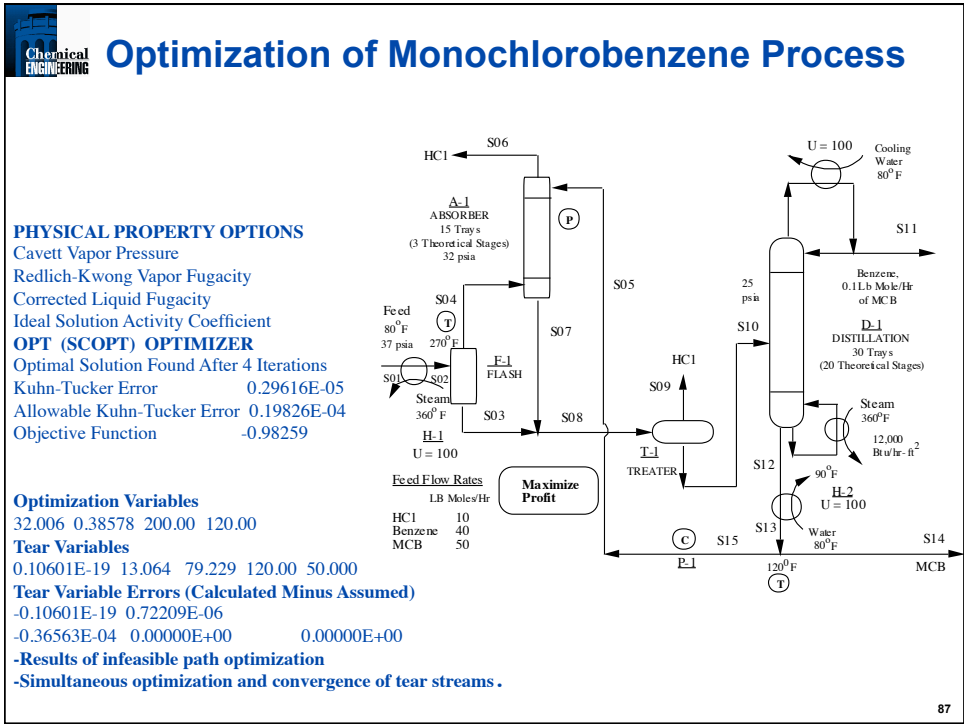 Chemical
ENGINEERING
Optimization of Monochlorobenzene Process
PHYSICAL PROPERTY OPTIONS
Cavett Vapor Pressure
Redlich-Kwong Vapor Fugacity
Corrected Liquid Fugacity
Ideal Solution Activity Coefficient
OPT (SCOPT) OPTIMIZER
Optimal Solution Found After 4 Iterations
Kuhn-Tucker Error 0.29616E-05
Allowable Kuhn-Tucker Error 0.19826E-04
Objective Function -0.98259
Optimization Variables
32.006 0.38578 200.00 120.00
Tear Variables
0.10601E-19 13.064 79.229 120.00 50.000
Tear Variable Errors (Calculated Minus Assumed)
-0.10601E-19 0.72209E-06
-0.36563E-04 0.00000E+00 0.00000E+00
-Results of infeasible path optimization
-Simultaneous optimization and convergence of tear streams.
S06
HCl
A-1
ABSORBER
15 Trays
(3 Theoretical Stages)
32 psia
P
S04
T
270°F
Feed
80°F
37 psia
S01
S02
F-1
FLASH
Steam
360°F
H-1
U = 100
S03
S07
S05
S08
HCl
S09
T-1
TREATER
S10
Feed Flow Rates
LB Moles/Hr
HCl 10
Benzene 40
MCB 50
Maximize
Profit
U = 100
Cooling
Water
80°F
S11
Benzene,
0.1 Lb Mole/Hr
of MCB
25
psia
D-1
DISTILLATION
30 Trays
(20 Theoretical Stages)
Steam
360°F
12,000
Btu/hr-ft²
S12
90°F
H-2
U = 100
S13
Water
80°F
C
S15
P-1
120°F
T
S14
MCB
87